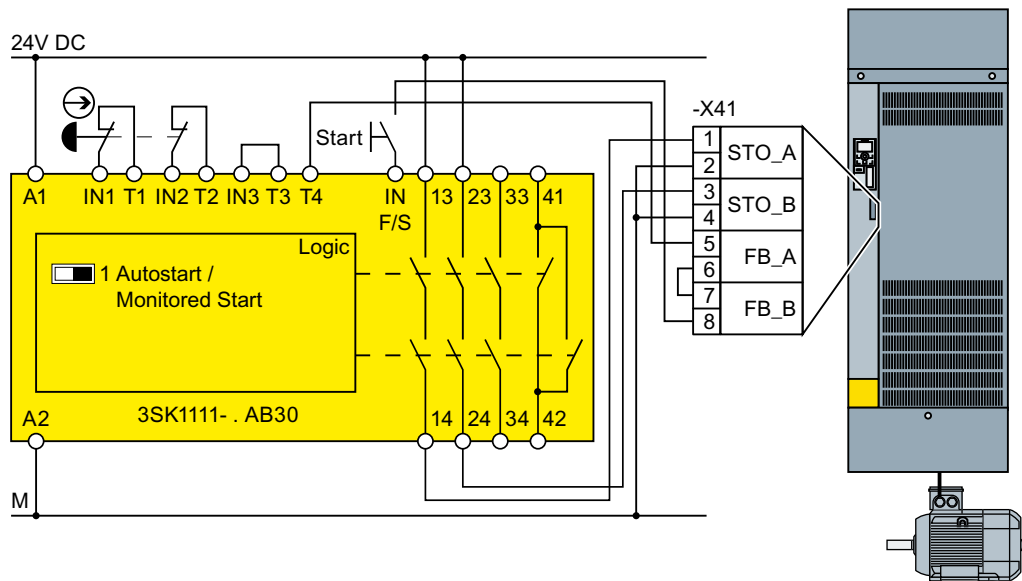 24V DC
-X41
Start
1
STO_A
2
3
STO_B
4
5
FB_A
6
7
FB_B
8
A1 IN1 T1 IN2 T2 IN3 T3 T4 IN 13 23 33 41
F/S
Logic
1 Autostart /
Monitored Start
3SK1111- . AB30
A2 14 24 34 42
M